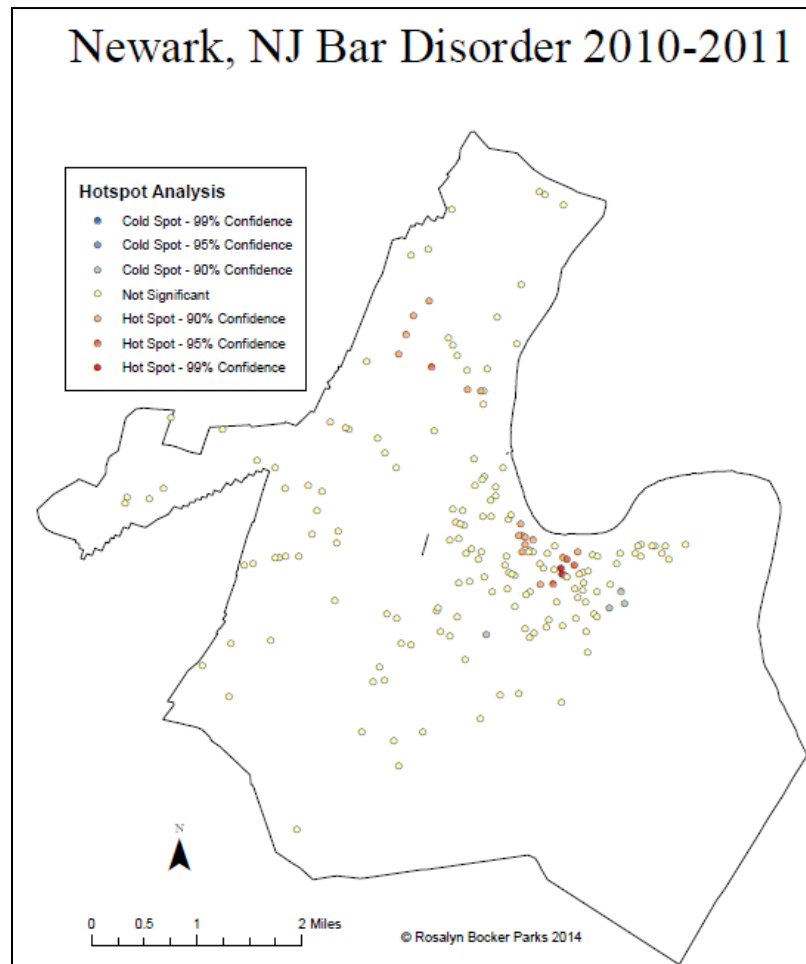 Newark, NJ Bar Disorder 2010-2011
Hotspot Analysis
Cold Spot - 99% Confidence
Cold Spot - 95% Confidence
Cold Spot - 90% Confidence
Not Significant
Hot Spot - 90% Confidence
Hot Spot - 95% Confidence
Hot Spot - 99% Confidence
N
0 0.5 1 2 Miles
© Rosalyn Bocker Parks 2014